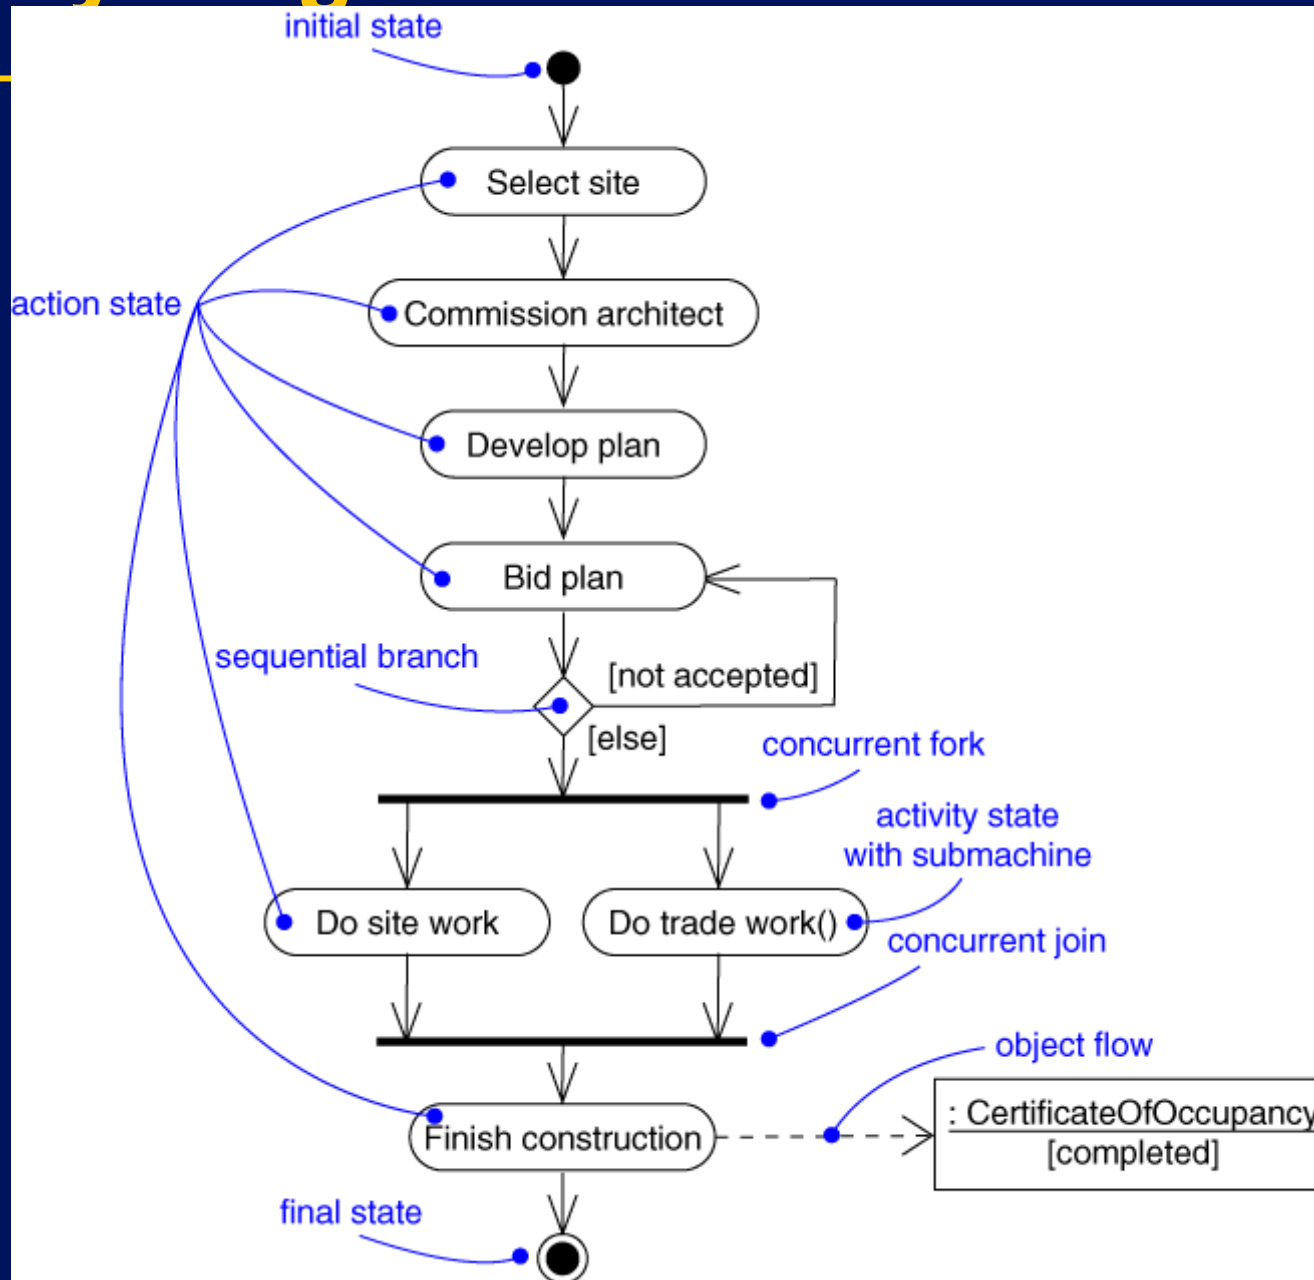 initial state
Select site
action state
Commission architect
Develop plan
Bid plan
sequential branch
[not accepted]
[else]
concurrent fork
activity state
with submachine
Do site work
Do trade work()
concurrent join
object flow
: CertificateOfOccupancy
[completed]
Finish construction
final state